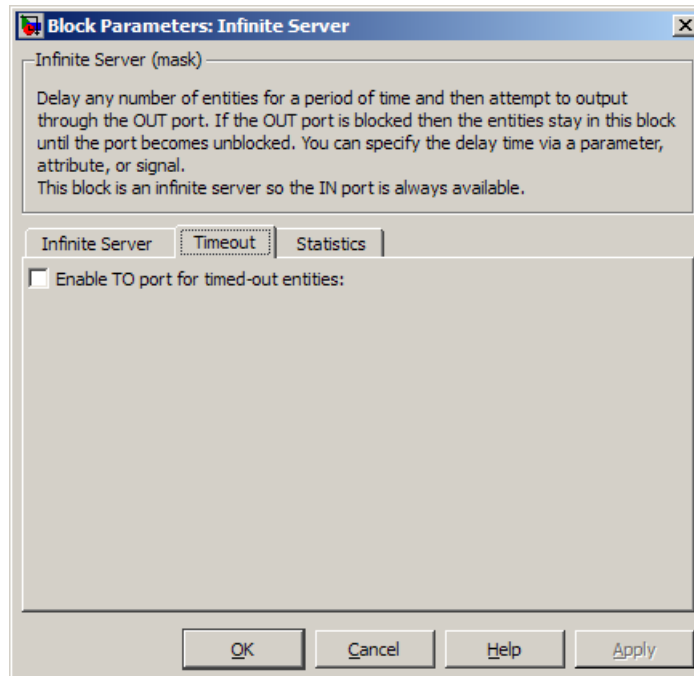 Block Parameters: Infinite Server
Infinite Server (mask)
Delay any number of entities for a period of time and then attempt to output
through the OUT port. If the OUT port is blocked then the entities stay in this block
until the port becomes unblocked. You can specify the delay time via a parameter,
attribute, or signal.
This block is an infinite server so the IN port is always available.
Infinite Server Timeout Statistics
Enable TO port for timed-out entities:
OK Cancel Help Apply